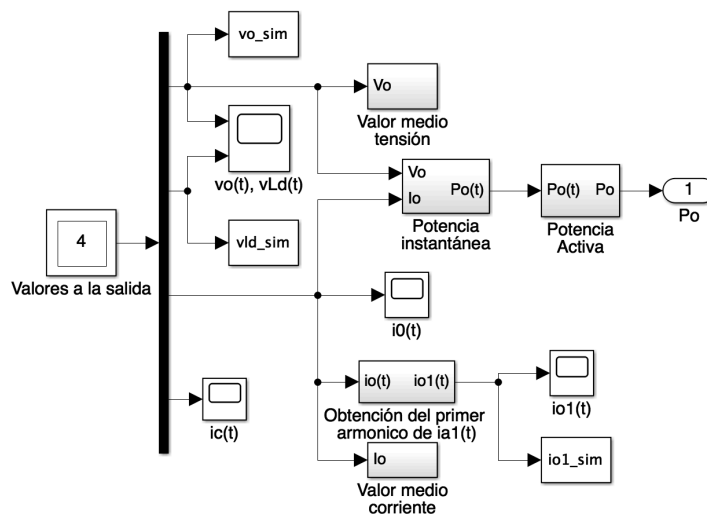 vo_sim
vo(t), vLd(t)
vld_sim
4
Valores a la salida
ic(t)
Vo
Valor medio
tensión
Vo
Io
Po(t)
Potencia
instantánea
Po(t)
Po
Potencia
Activa
1
Po
i0(t)
io(t)
io1(t)
Obtención del primer
armonico de ia1(t)
io1(t)
io1_sim
Io
Valor medio
corriente